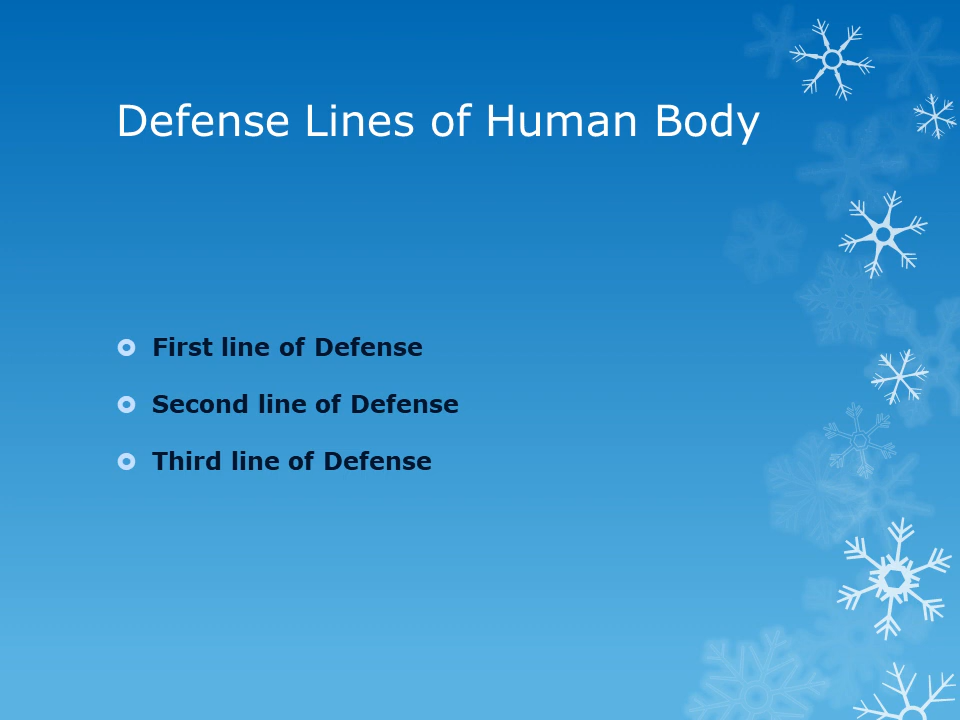 Defense Lines of Human Body
First line of Defense
Second line of Defense
Third line of Defense